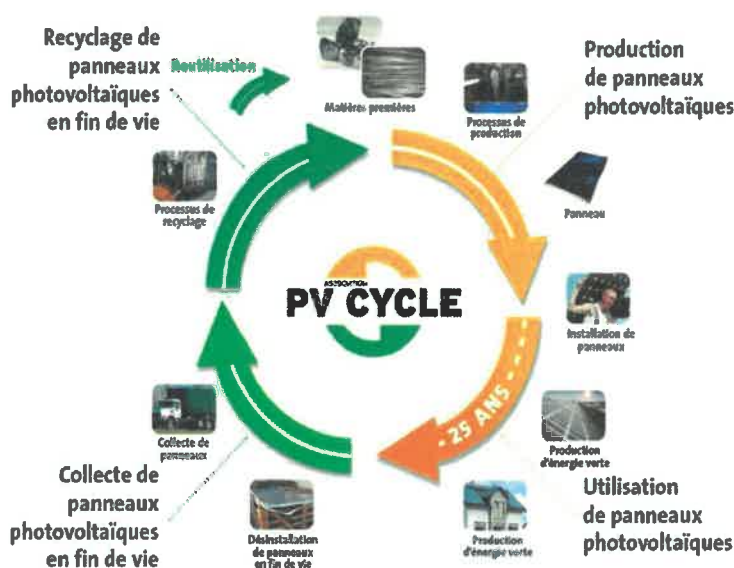 Recyclage de
panneaux
photovoltaïques
en fin de vie
Réutilisation
Matières premières
Processus de
production
Production
de panneaux
photovoltaïques
Panneau
Processus de
recyclage
ASSOCIATION
PV CYCLE
Installation de
panneaux
- 25 ANS - - -
Production
d'énergie verte
Utilisation
de panneaux
photovoltaïques
Production
d'énergie verte
Désinstallation
de panneaux
en fin de vie
Collecte de
panneaux
Collecte de
panneaux
photovoltaïques
en fin de vie